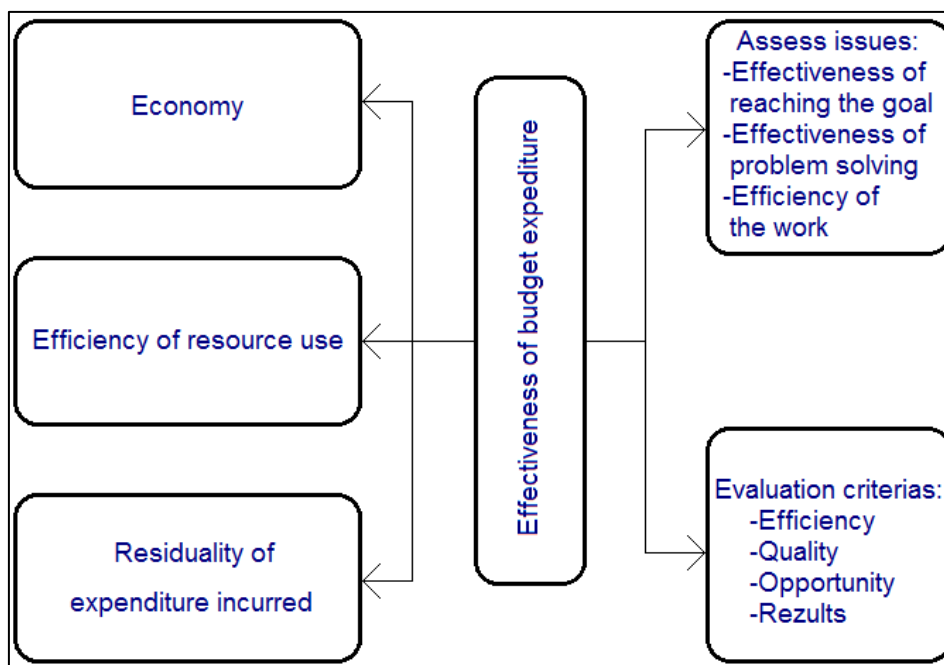 Economy
Efficiency of resource use
Residuality of
expenditure incurred
Effectiveness of budget expediture
Assess issues:
-Effectiveness of
reaching the goal
-Effectiveness of
problem solving
-Efficiency of
the work
Evaluation criterias:
-Efficiency
-Quality
-Opportunity
-Rezults